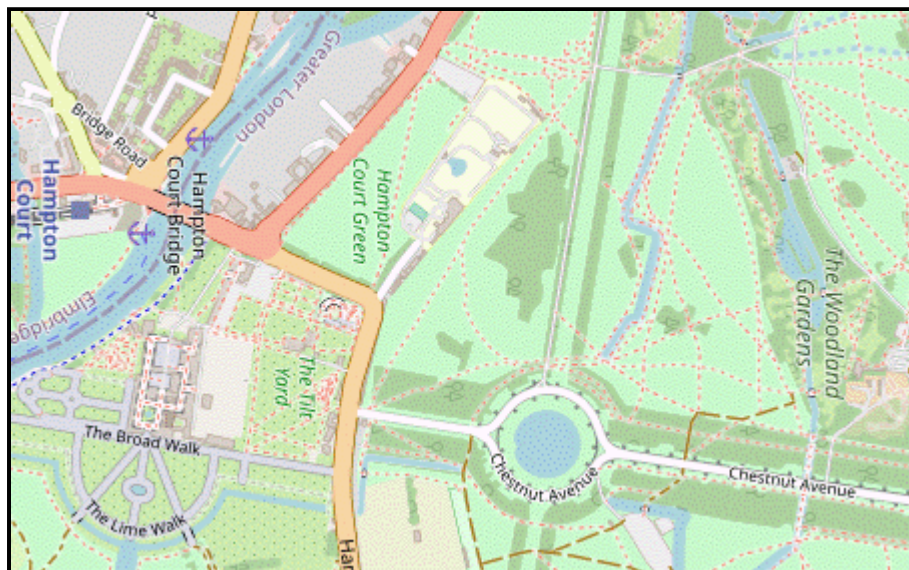 Greater London
Bridge Road
Hampton
Court
Hampton
Court Bridge
Hampton
Court Green
Elmbridge
The Tilt
Yard
The Woodland
Gardens
The Broad Walk
The Lime Walk
Chestnut Avenue
Chestnut Avenue
Ha